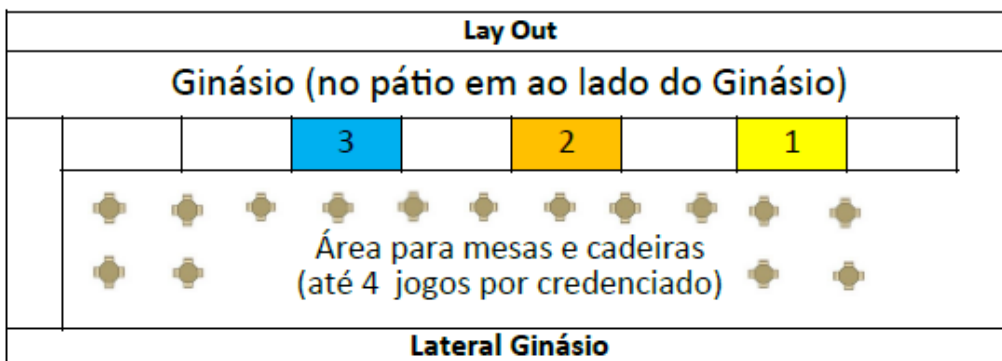 Lay Out
Ginásio (no pátio em ao lado do Ginásio)
3 2 1
Área para mesas e cadeiras
(até 4 jogos por credenciado)
Lateral Ginásio